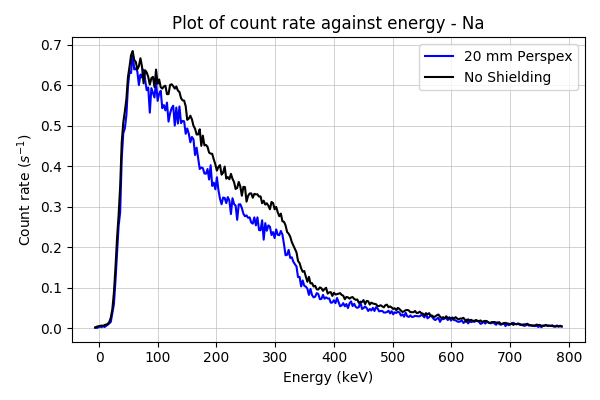 Plot of count rate against energy - Na
20 mm Perspex
No Shielding
Count rate (s⁻¹)
0.7
0.6
0.5
0.4
0.3
0.2
0.1
0.0
0 100 200 300 400 500 600 700 800
Energy (keV)